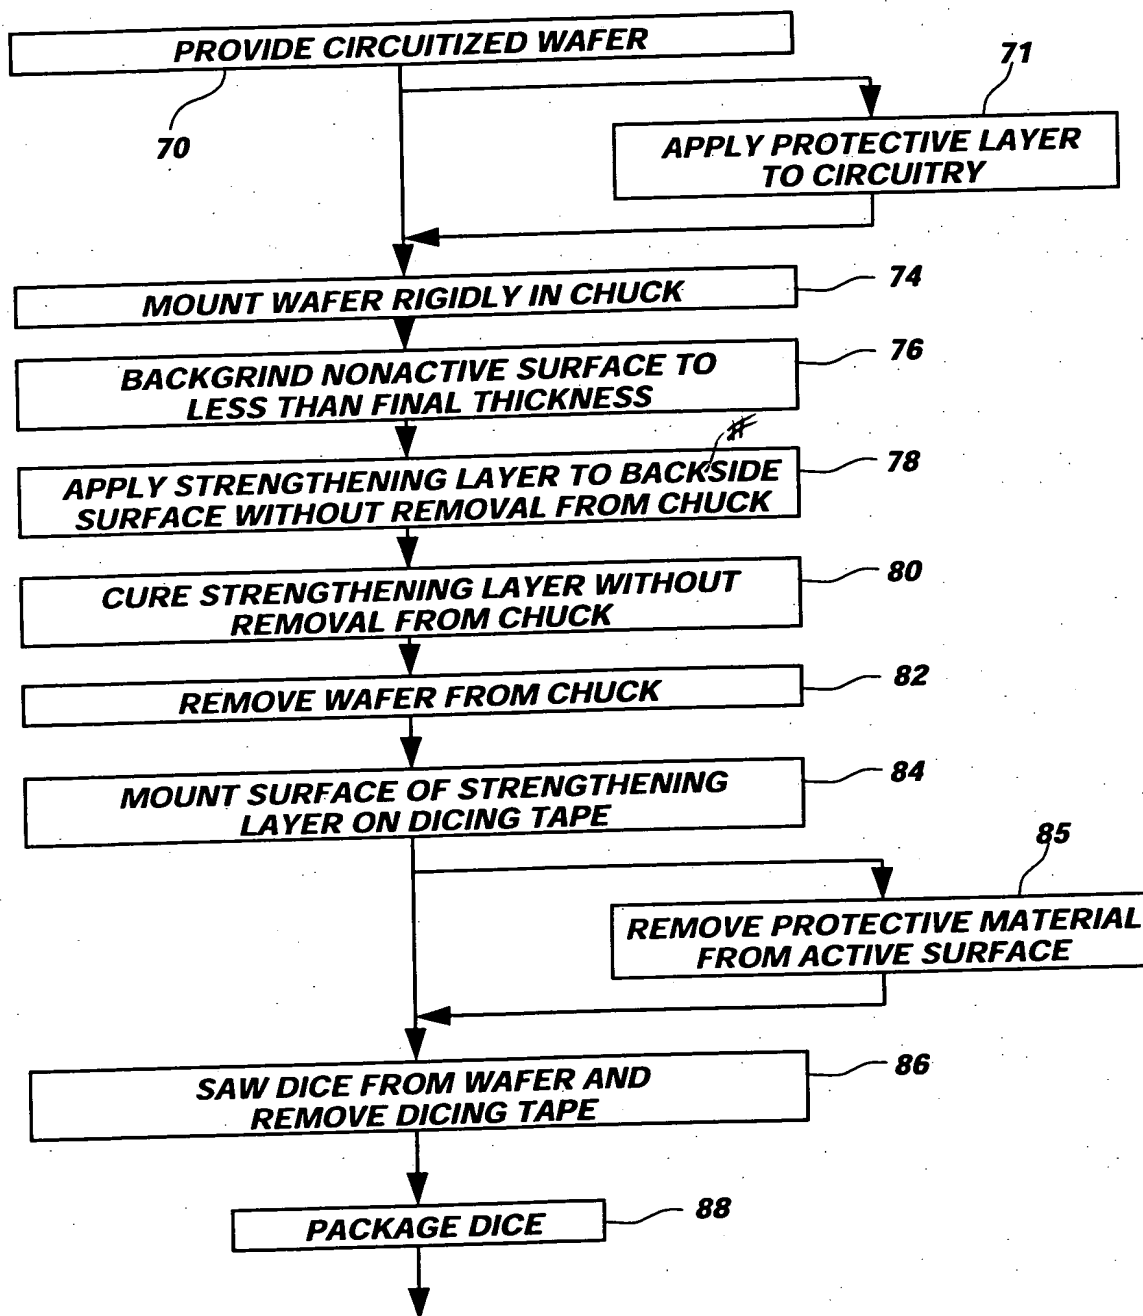 PROVIDE CIRCUITIZED WAFER
70
71
APPLY PROTECTIVE LAYER
TO CIRCUITRY
MOUNT WAFER RIGIDLY IN CHUCK
74
BACKGRIND NONACTIVE SURFACE TO
LESS THAN FINAL THICKNESS
76
APPLY STRENGTHENING LAYER TO BACKSIDE
SURFACE WITHOUT REMOVAL FROM CHUCK
78
CURE STRENGTHENING LAYER WITHOUT
REMOVAL FROM CHUCK
80
REMOVE WAFER FROM CHUCK
82
MOUNT SURFACE OF STRENGTHENING
LAYER ON DICING TAPE
84
85
REMOVE PROTECTIVE MATERIAL
FROM ACTIVE SURFACE
SAW DICE FROM WAFER AND
REMOVE DICING TAPE
86
PACKAGE DICE
88